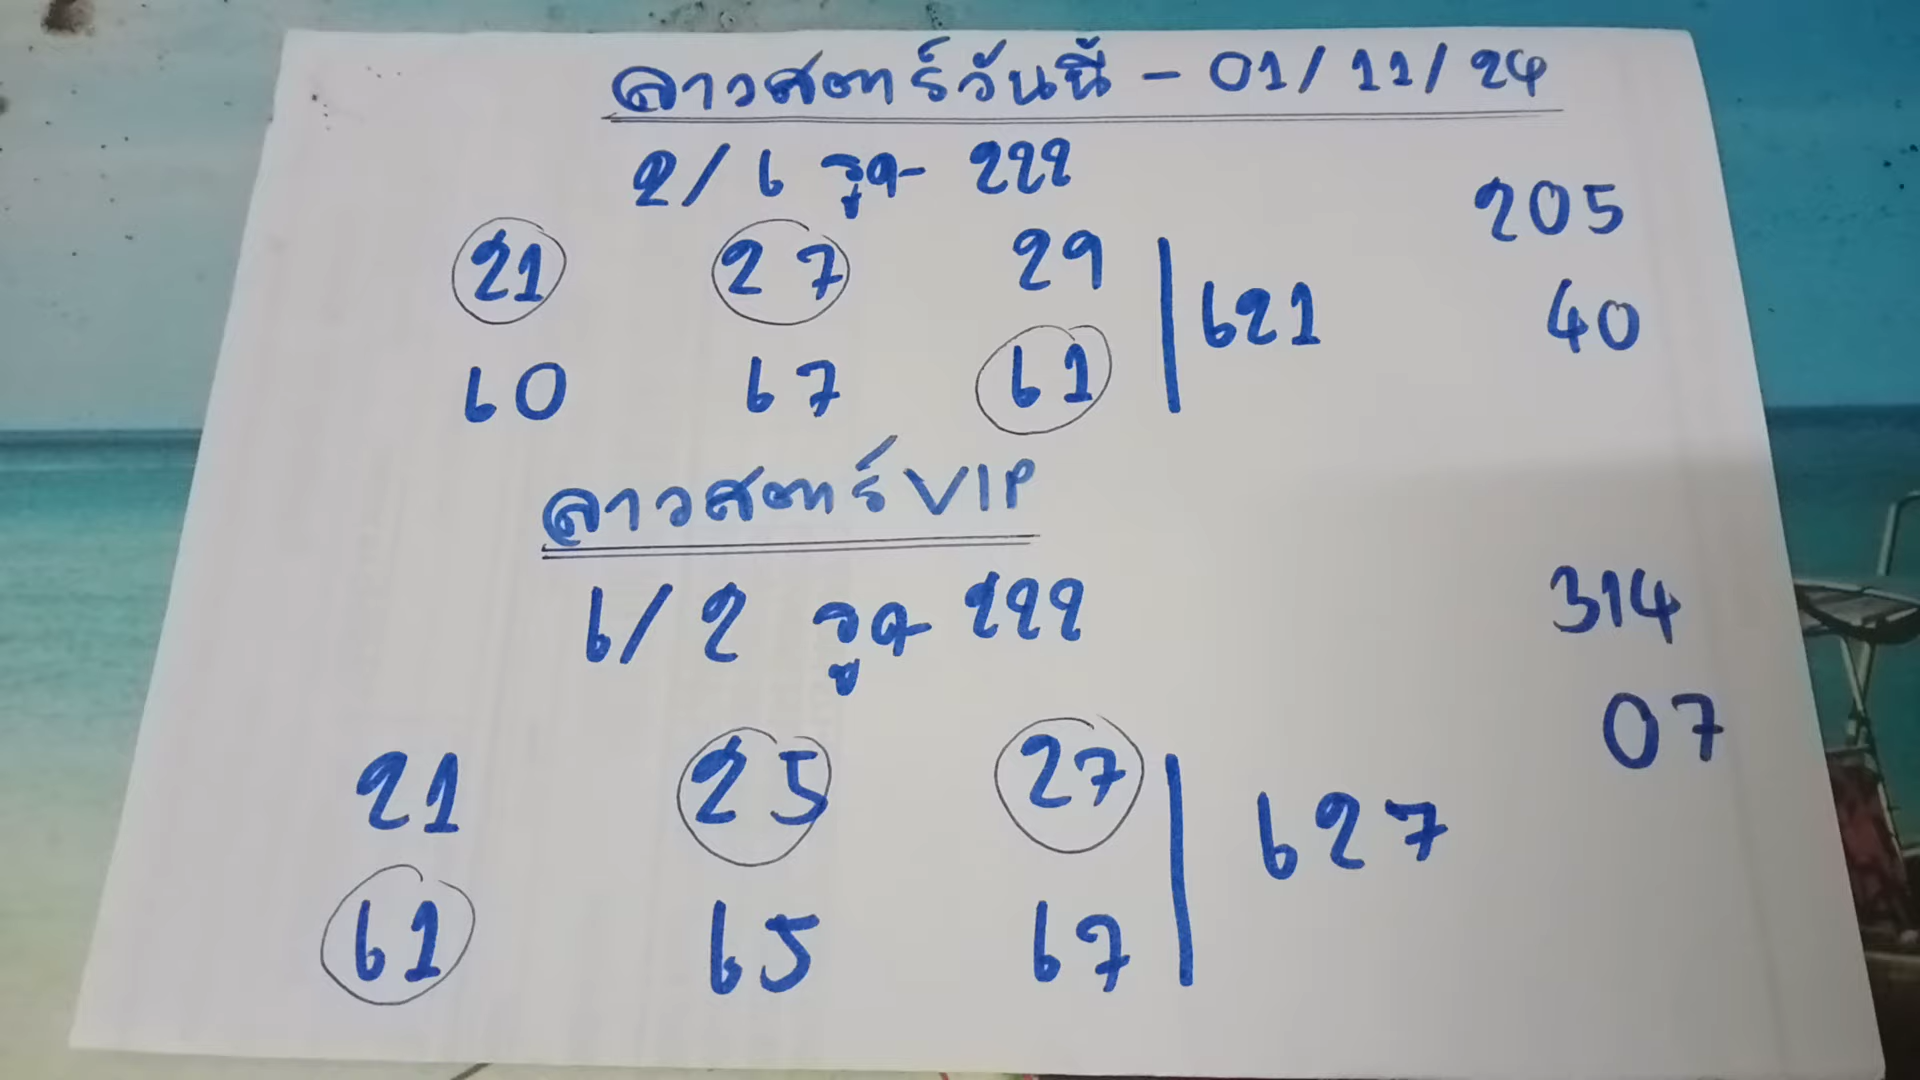 ลาวสตาร์วันนี้ - 01/11/24
2/6 รูด 222
205
21 27 29
621
40
60 67 61
ลาวสตาร์ VIP
6/2 รูด 222
314
07
21 25 27
627
61 65 67